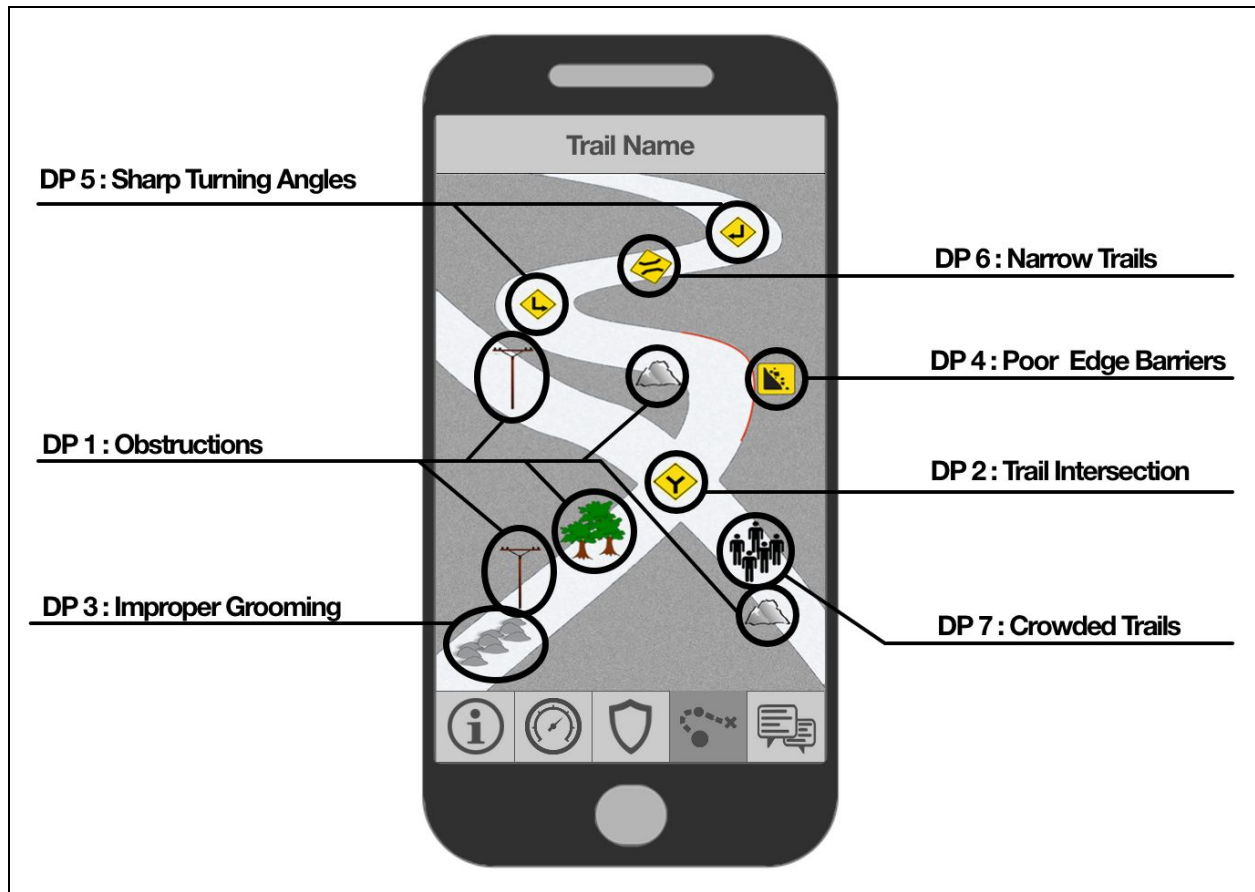 Trail Name
DP 5 : Sharp Turning Angles
DP 6 : Narrow Trails
DP 4 : Poor Edge Barriers
DP 1 : Obstructions
DP 2 : Trail Intersection
DP 3 : Improper Grooming
DP 7 : Crowded Trails